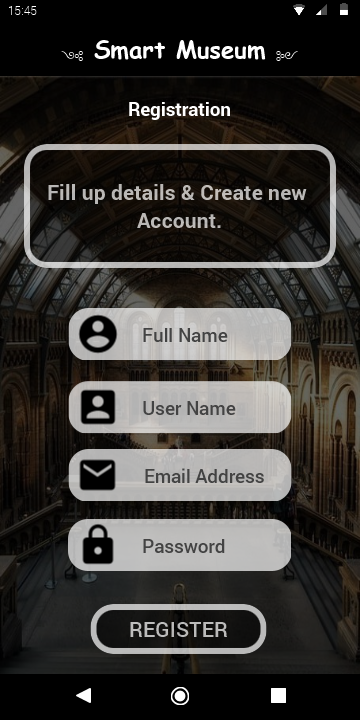 15:45
Smart Museum
Registration
Fill up details & Create new
Account.
Full Name
User Name
Email Address
Password
REGISTER